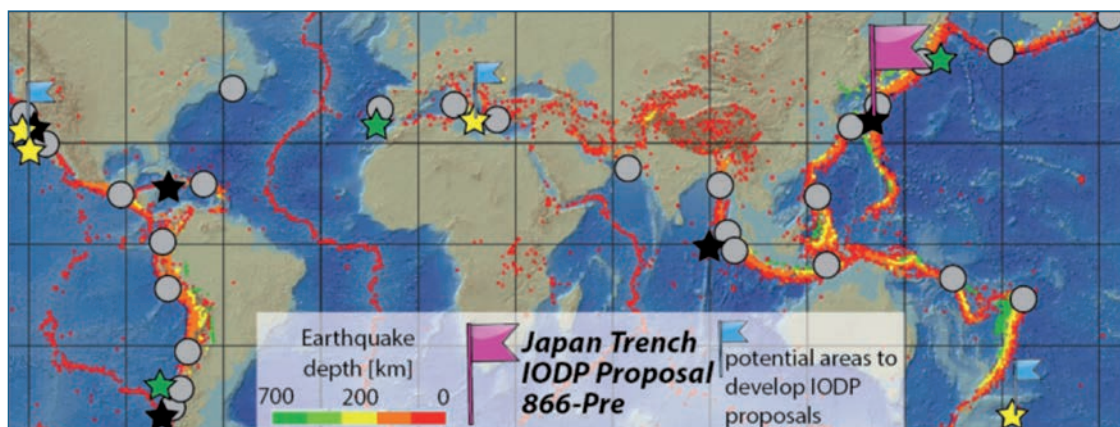 Earthquake
depth [km]
700 200 0
Japan Trench
IODP Proposal
866-Pre
potential areas to
develop IODP
proposals